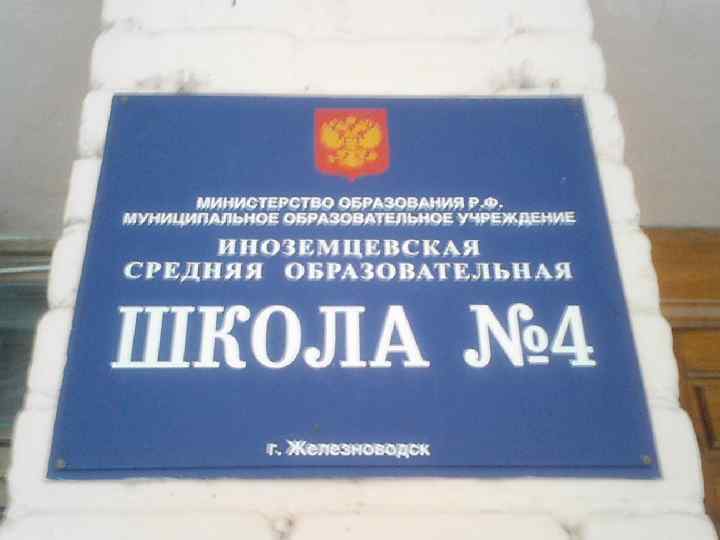 МИНИСТЕРСТВО ОБРАЗОВАНИЯ Р.Ф.
МУНИЦИПАЛЬНОЕ ОБРАЗОВАТЕЛЬНОЕ УЧРЕЖДЕНИЕ
ИНОЗЕМЦЕВСКАЯ
СРЕДНЯЯ ОБРАЗОВАТЕЛЬНАЯ
ШКОЛА №4
г. Железноводск